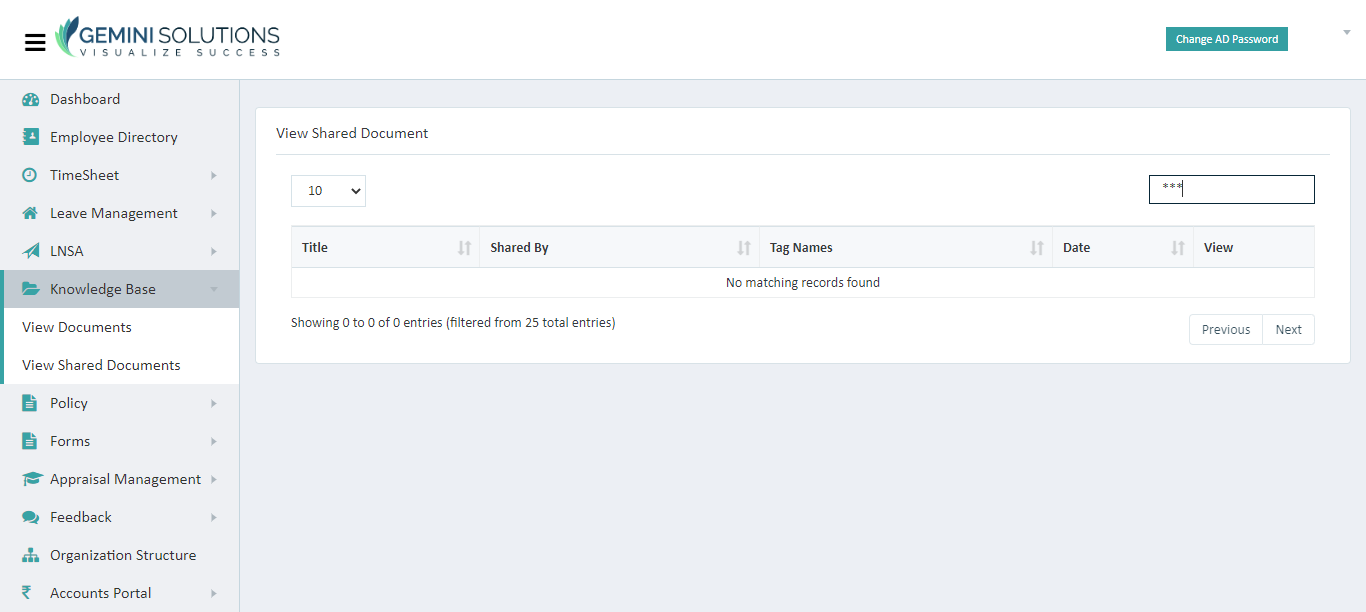 GEMINI SOLUTIONS
VISUALIZE SUCCESS
Change AD Password
Dashboard
Employee Directory
TimeSheet
Leave Management
LNSA
Knowledge Base
View Documents
View Shared Documents
Policy
Forms
Appraisal Management
Feedback
Organization Structure
Accounts Portal
View Shared Document
10
***
Title Shared By Tag Names Date View
No matching records found
Showing 0 to 0 of 0 entries (filtered from 25 total entries)
Previous Next